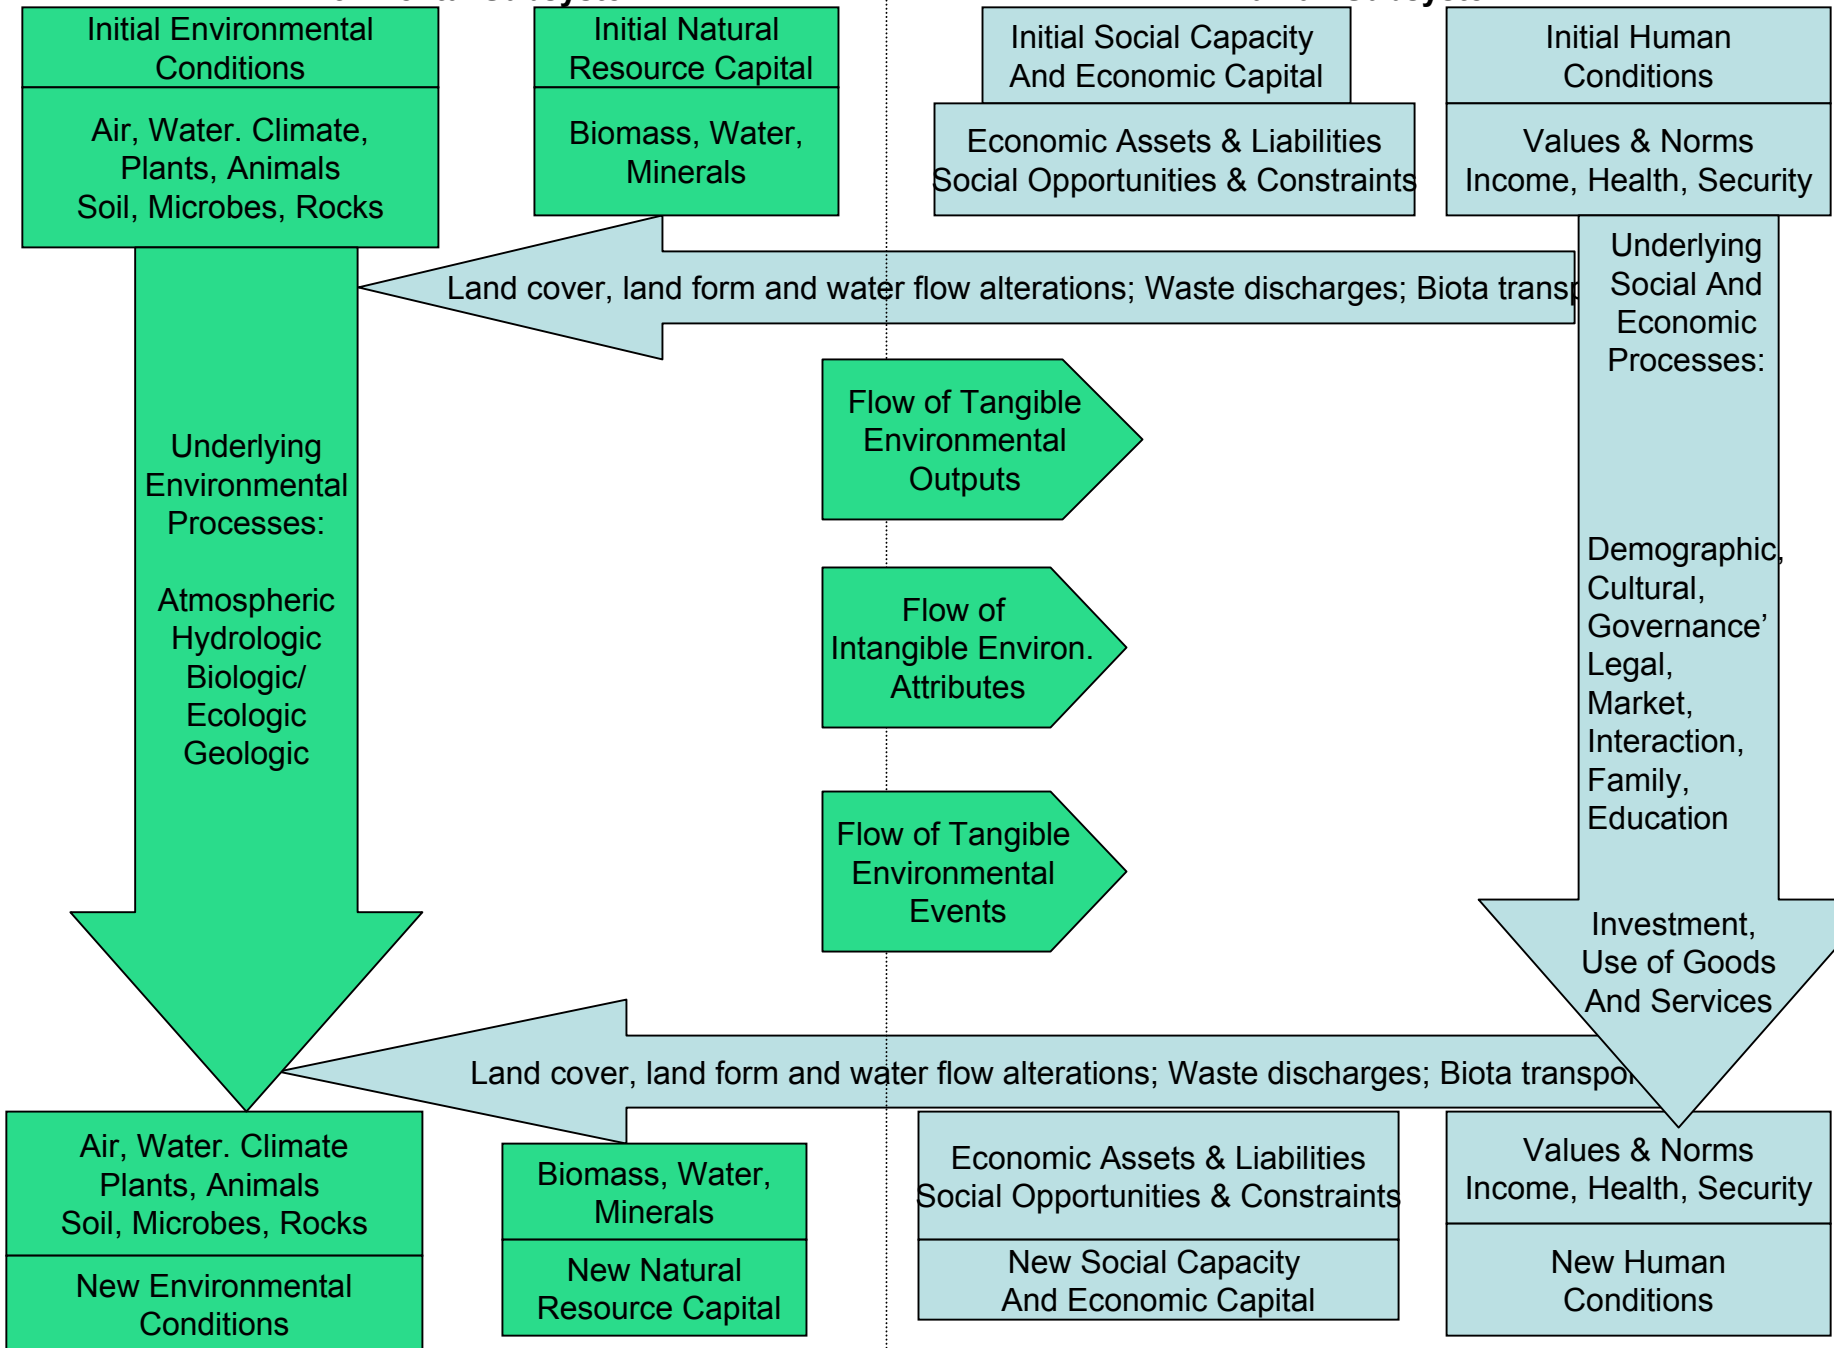 Initial Environmental
Conditions
Air, Water. Climate,
Plants, Animals
Soil, Microbes, Rocks
Initial Natural
Resource Capital
Biomass, Water,
Minerals
Initial Social Capacity
And Economic Capital
Economic Assets & Liabilities
Social Opportunities & Constraints
Initial Human
Conditions
Values & Norms
Income, Health, Security
Land cover, land form and water flow alterations; Waste discharges; Biota transp
Underlying
Social And
Economic
Processes:
Demographic,
Cultural,
Governance’
Legal,
Market,
Interaction,
Family,
Education
Investment,
Use of Goods
And Services
Underlying
Environmental
Processes:
Atmospheric
Hydrologic
Biologic/
Ecologic
Geologic
Flow of Tangible
Environmental
Outputs
Flow of
Intangible Environ.
Attributes
Flow of Tangible
Environmental
Events
Land cover, land form and water flow alterations; Waste discharges; Biota transpo
Air, Water. Climate
Plants, Animals
Soil, Microbes, Rocks
New Environmental
Conditions
Biomass, Water,
Minerals
New Natural
Resource Capital
Economic Assets & Liabilities
Social Opportunities & Constraints
New Social Capacity
And Economic Capital
Values & Norms
Income, Health, Security
New Human
Conditions